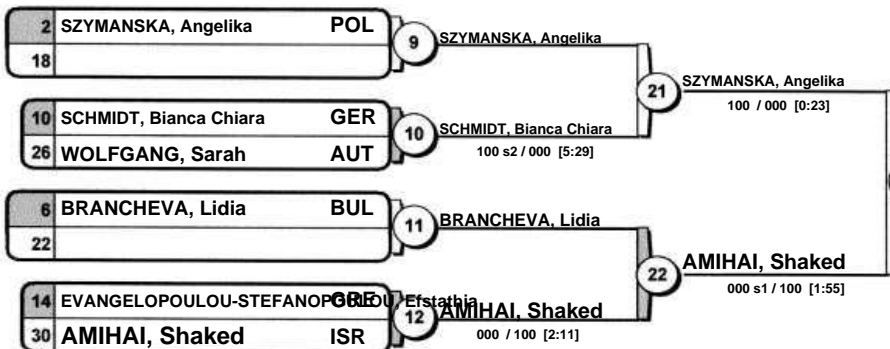 2 SZYMANSKA, Angelika POL
18
9
SZYMANSKA, Angelika
10 SCHMIDT, Bianca Chiara GER
26 WOLFGANG, Sarah AUT
10
SCHMIDT, Bianca Chiara
100 s2 / 000 [5:29]
21
SZYMANSKA, Angelika
100 / 000 [0:23]
6 BRANCHEVA, Lidia BUL
22
11
BRANCHEVA, Lidia
14 EVANGELOPOULOU-STEFANOPOULOU, Efstathia GRE
30 AMIHAI, Shaked ISR
12
AMIHAI, Shaked
000 / 100 [2:11]
22
AMIHAI, Shaked
000 s1 / 100 [1:55]